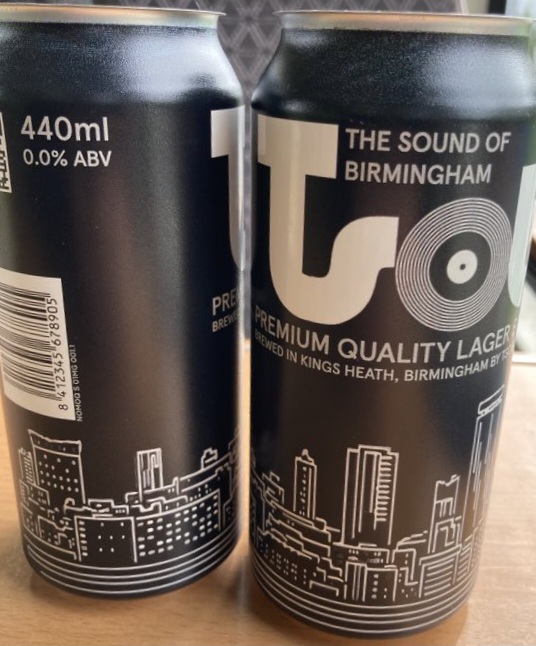 440ml
0.0% ABV
8 412345 678905
PRE
BREWE
THE SOUND OF
BIRMINGHAM
PREMIUM QUALITY LAGER
BREWED IN KINGS HEATH, BIRMINGHAM BY